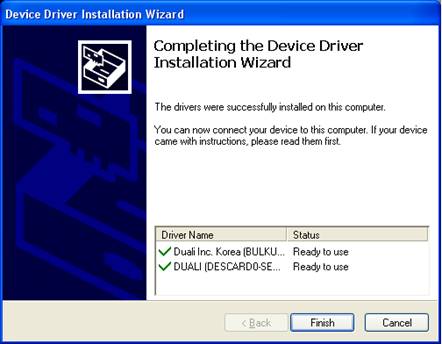 Device Driver Installation Wizard
Completing the Device Driver
Installation Wizard
The drivers were successfully installed on this computer.
You can now connect your device to this computer. If your device
came with instructions, please read them first.
Driver Name Status
Duali Inc. Korea (BULKU... Ready to use
DUALI (DESCARD0-SE... Ready to use
< Back Finish Cancel